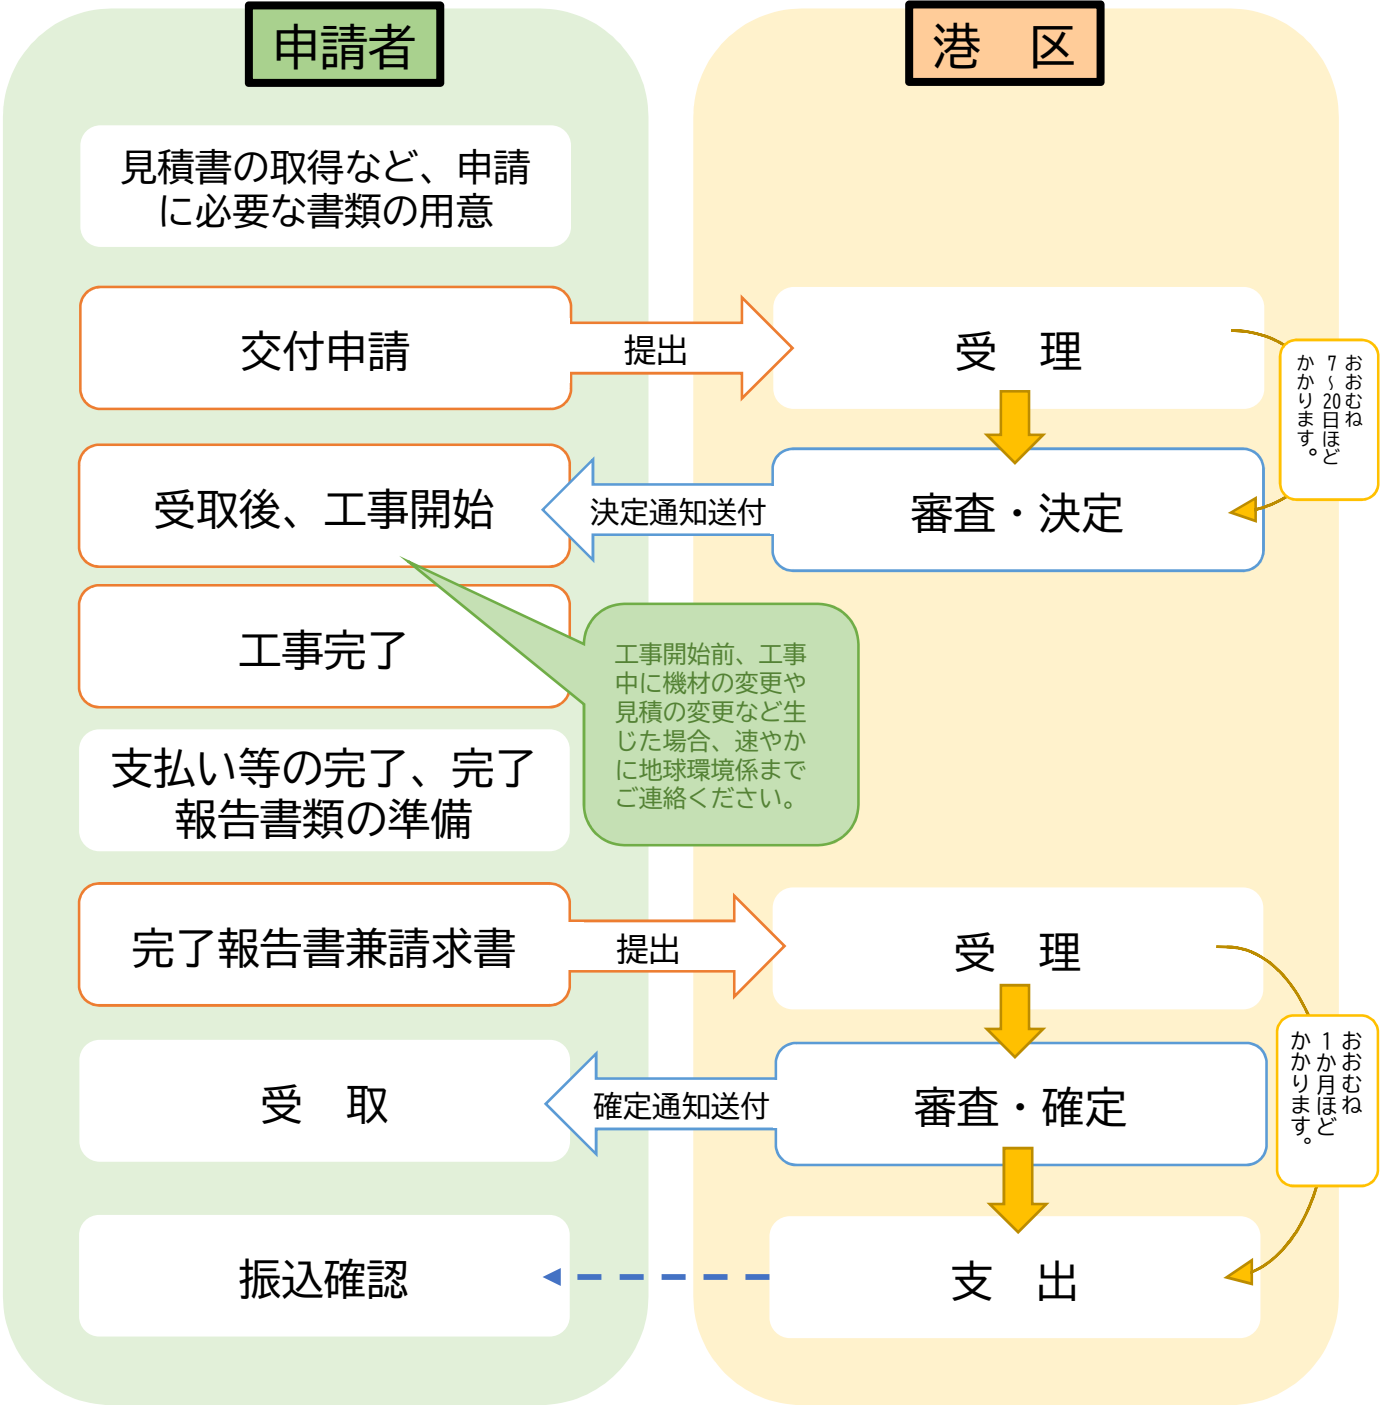 申請者
港　区
見積書の取得など、申請
に必要な書類の用意
交付申請
提出
受　理
おおむね
7～20日ほど
かかります。
受取後、工事開始
決定通知送付
審査・決定
工事完了
工事開始前、工事
中に機材の変更や
見積の変更など生
じた場合、速やか
に地球環境係まで
ご連絡ください。
支払い等の完了、完了
報告書類の準備
完了報告書兼請求書
提出
受　理
おおむね
1か月ほど
かかります。
受　取
確定通知送付
審査・確定
振込確認
支　出